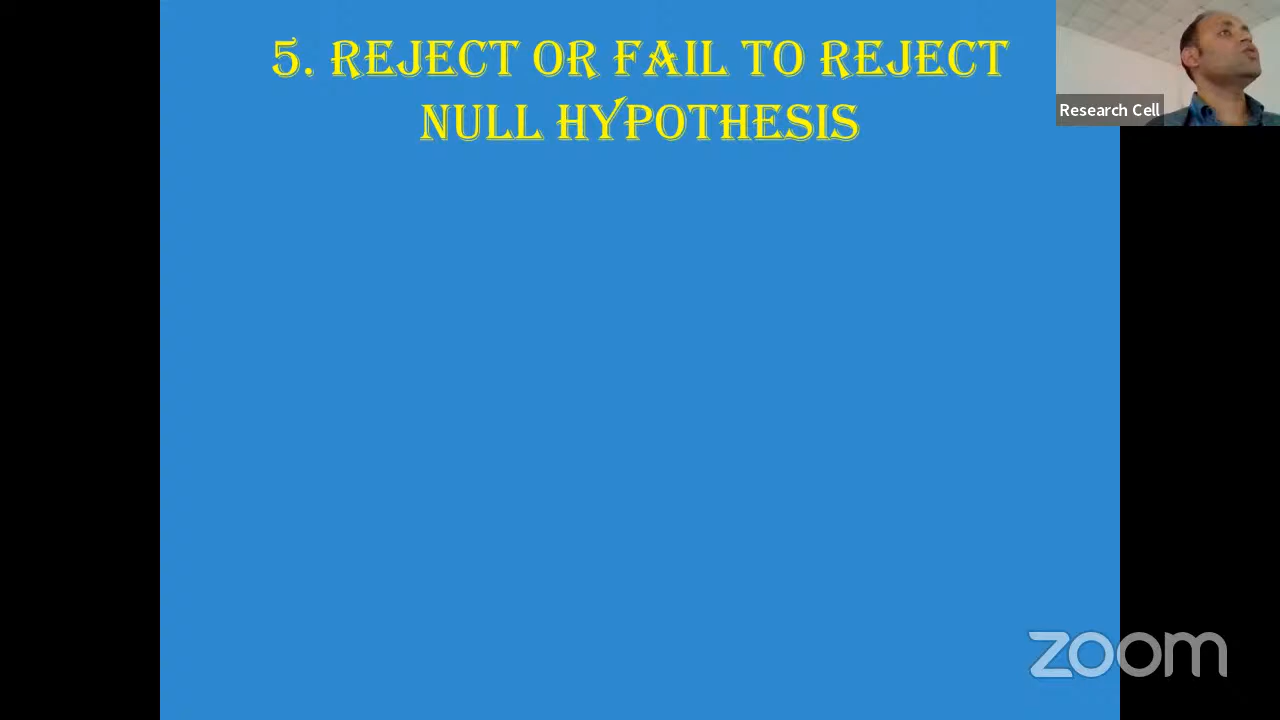 5. REJECT OR FAIL TO REJECT
NULL HYPOTHESIS
Research Cell
zoom